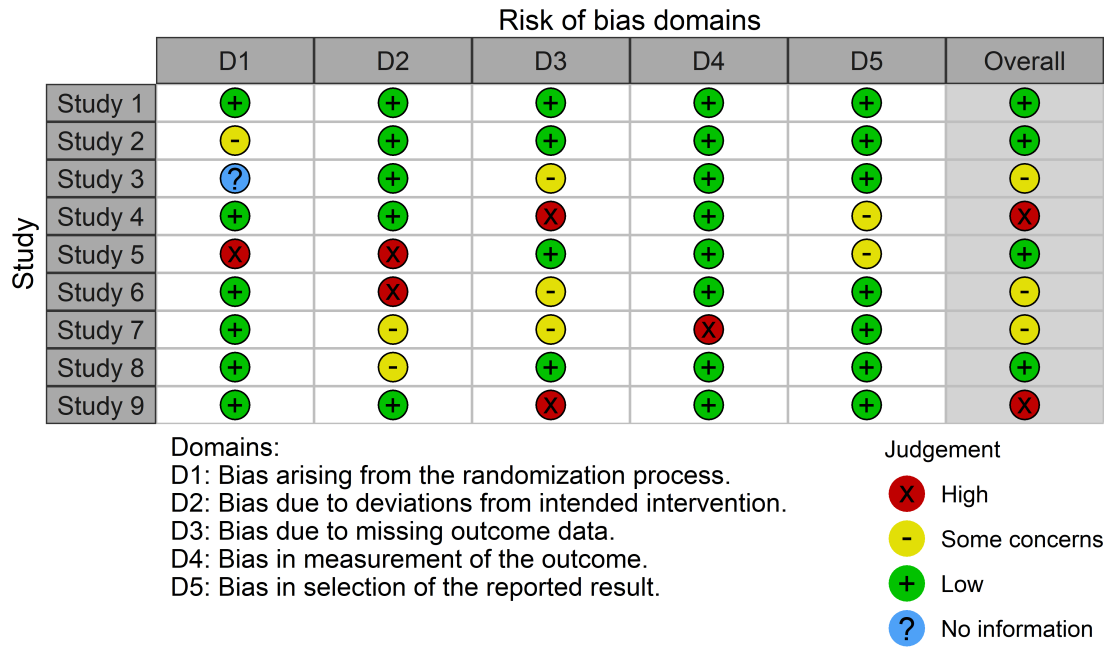 Risk of bias domains
D1 D2 D3 D4 D5 Overall
Study
Study 1 + + + + + +
Study 2 - + + + + +
Study 3 ? + - + + -
Study 4 + + X + - X
Study 5 X X + + - +
Study 6 + X - + + -
Study 7 + - - X + -
Study 8 + - + + + +
Study 9 + + X + + X
Domains:
D1: Bias arising from the randomization process.
D2: Bias due to deviations from intended intervention.
D3: Bias due to missing outcome data.
D4: Bias in measurement of the outcome.
D5: Bias in selection of the reported result.
Judgement
X High
- Some concerns
+ Low
? No information